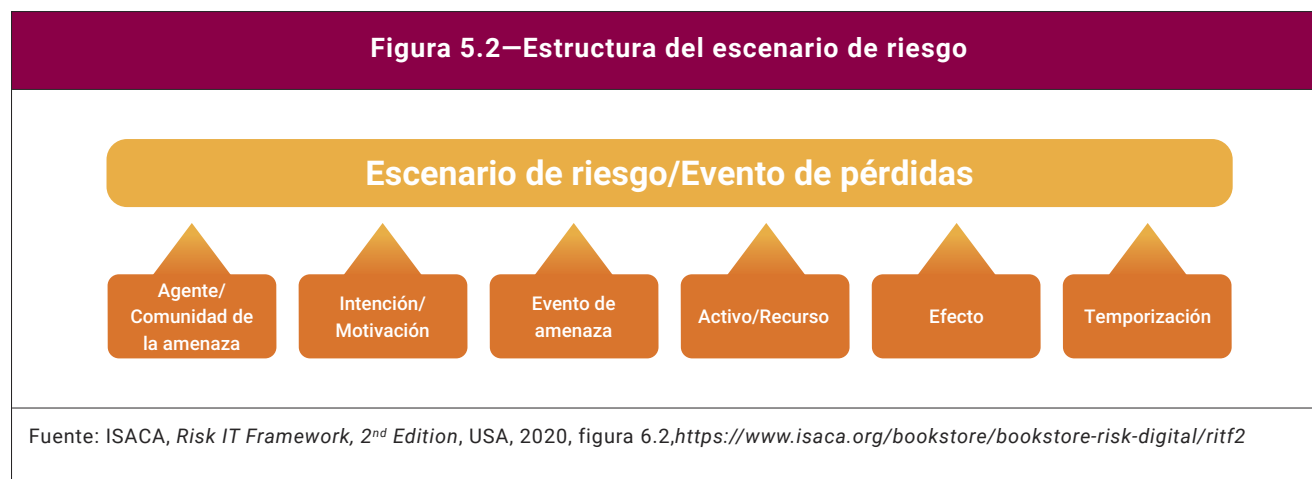 Figura 5.2—Estructura del escenario de riesgo
Escenario de riesgo/Evento de pérdidas
Agente/
Comunidad de
la amenaza
Intención/
Motivación
Evento de
amenaza
Activo/Recurso
Efecto
Temporización
Fuente: ISACA, Risk IT Framework, 2nd Edition, USA, 2020, figura 6.2,https://www.isaca.org/bookstore/bookstore-risk-digital/ritf2